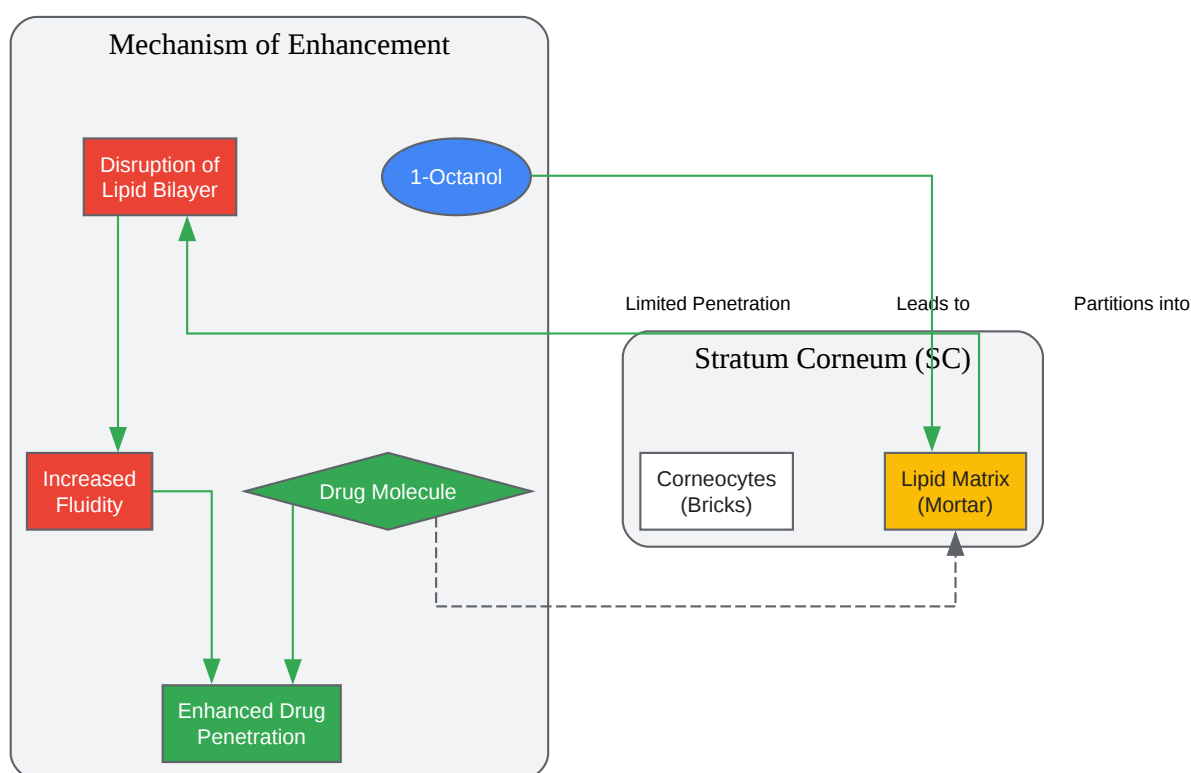 Mechanism of Enhancement
Disruption of
Lipid Bilayer
1-Octanol
Limited Penetration
Leads to
Partitions into
Stratum Corneum (SC)
Increased
Fluidity
Drug Molecule
Corneocytes
(Bricks)
Lipid Matrix
(Mortar)
Enhanced Drug
Penetration